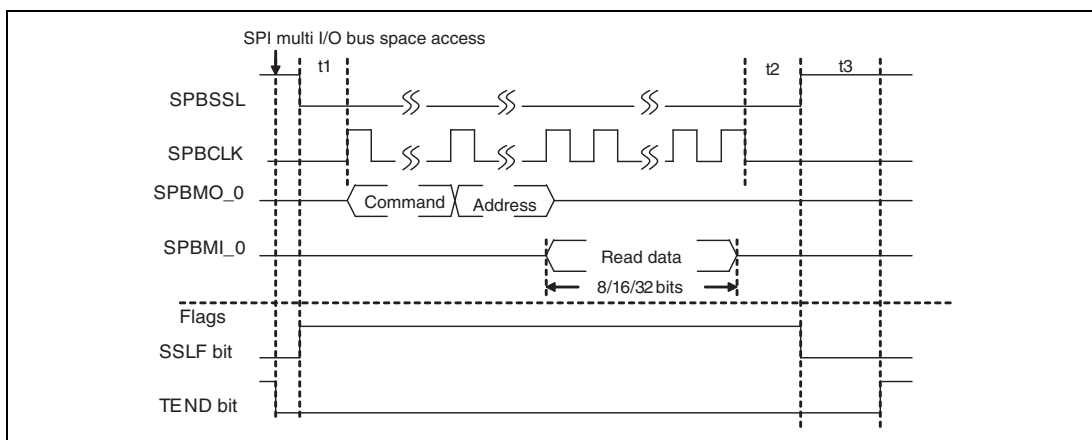 SPI multi I/O bus space access
t1
t2
t3
SPBSSL
SPBCLK
SPBMO_0
Command
Address
SPBMI_0
Read data
8/16/32 bits
Flags
SSLF bit
TEND bit